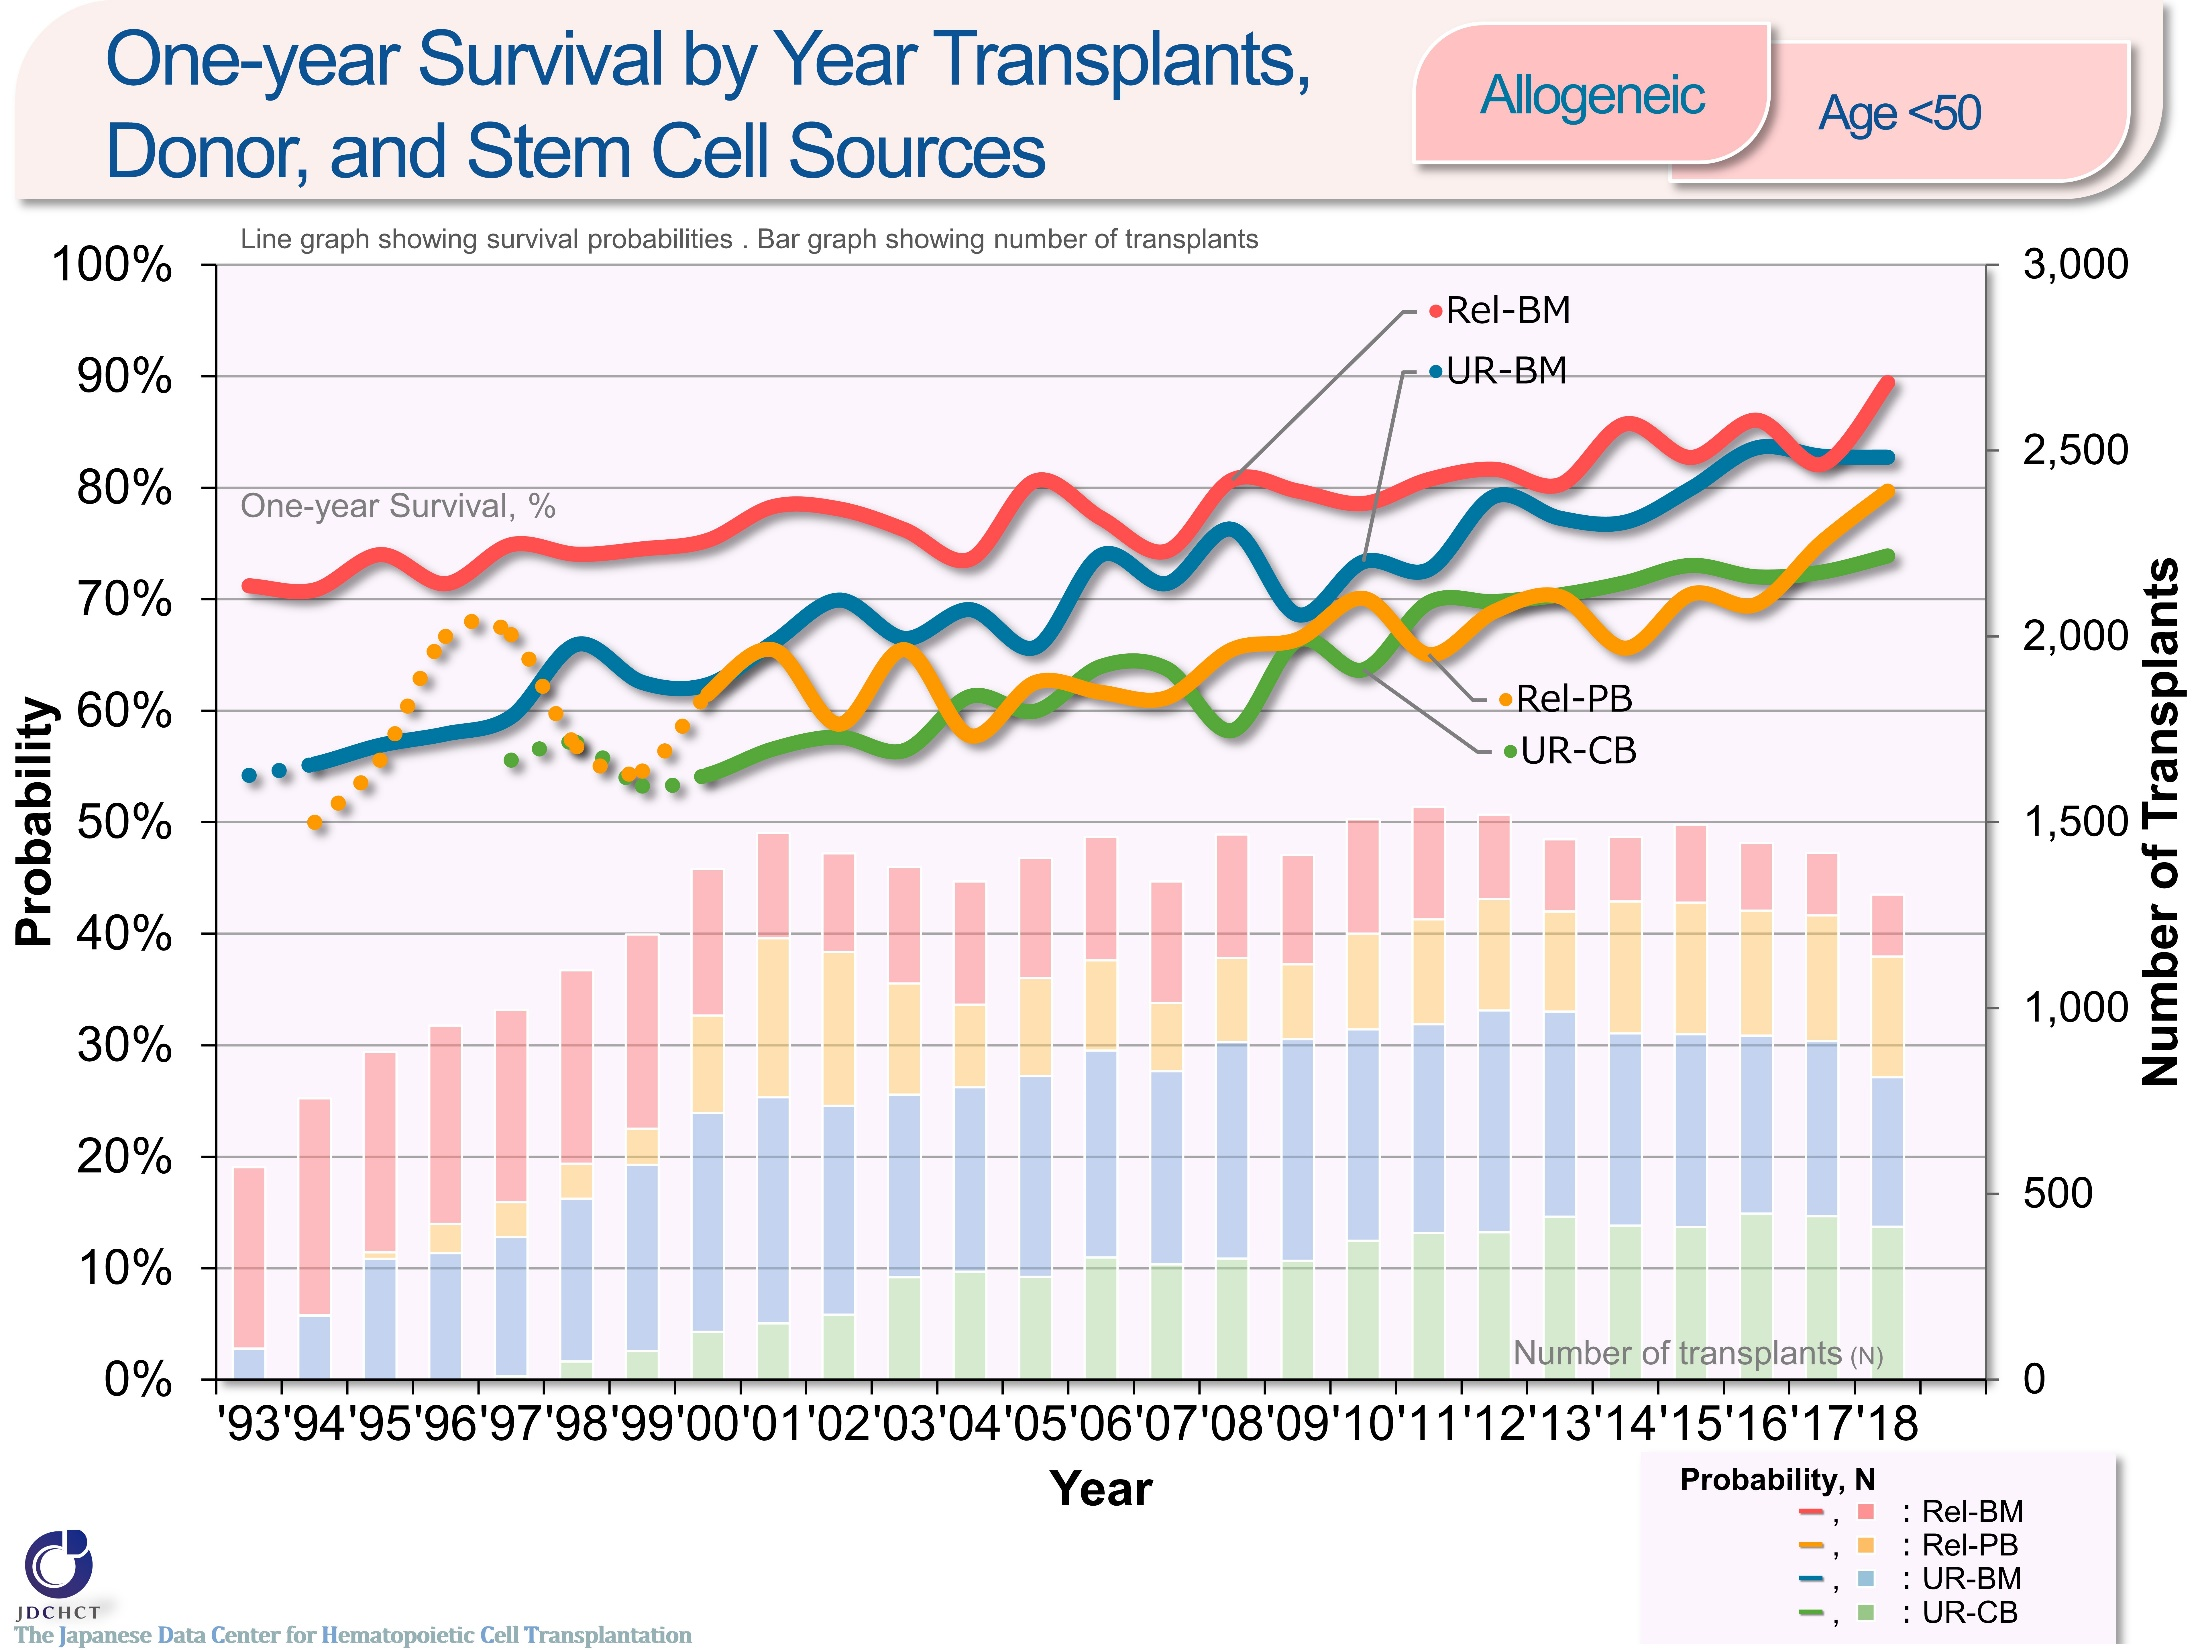 One-year Survival by Year Transplants,
Donor, and Stem Cell Sources
Allogeneic
Age <50
Line graph showing survival probabilities . Bar graph showing number of transplants
100%
90%
80%
70%
60%
50%
40%
30%
20%
10%
0%
Probability
One-year Survival, %
Rel-BM
UR-BM
Rel-PB
UR-CB
3,000
2,500
2,000
1,500
1,000
500
0
Number of Transplants
Number of transplants (N)
'93 '94 '95 '96 '97 '98 '99 '00 '01 '02 '03 '04 '05 '06 '07 '08 '09 '10 '11 '12 '13 '14 '15 '16 '17 '18
Year
Probability, N
, : Rel-BM
, : Rel-PB
, : UR-BM
, : UR-CB
JDCHCT
The Japanese Data Center for Hematopoietic Cell Transplantation